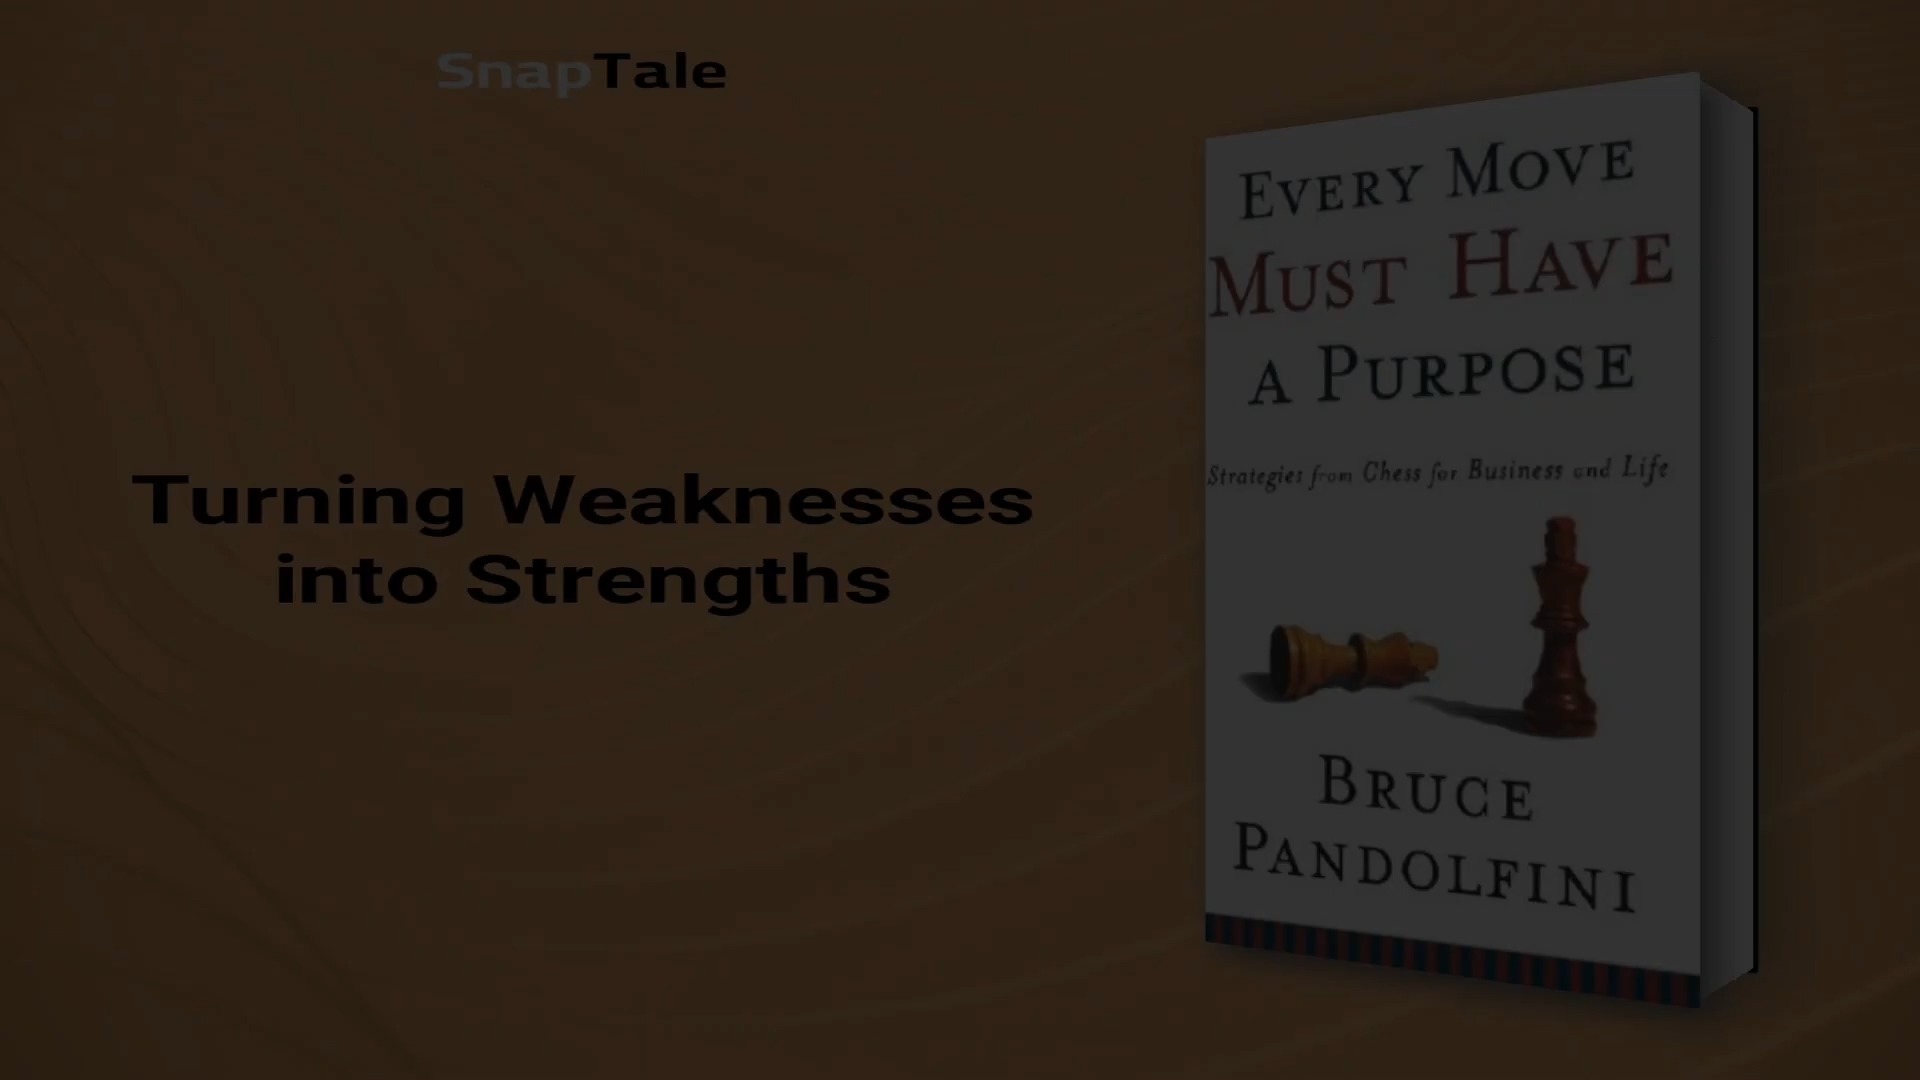 SnapTale
Turning Weaknesses
into Strengths
EVERY MOVE
MUST HAVE
A PURPOSE
Strategies from Chess for Business and Life
BRUCE
PANDOLFINI